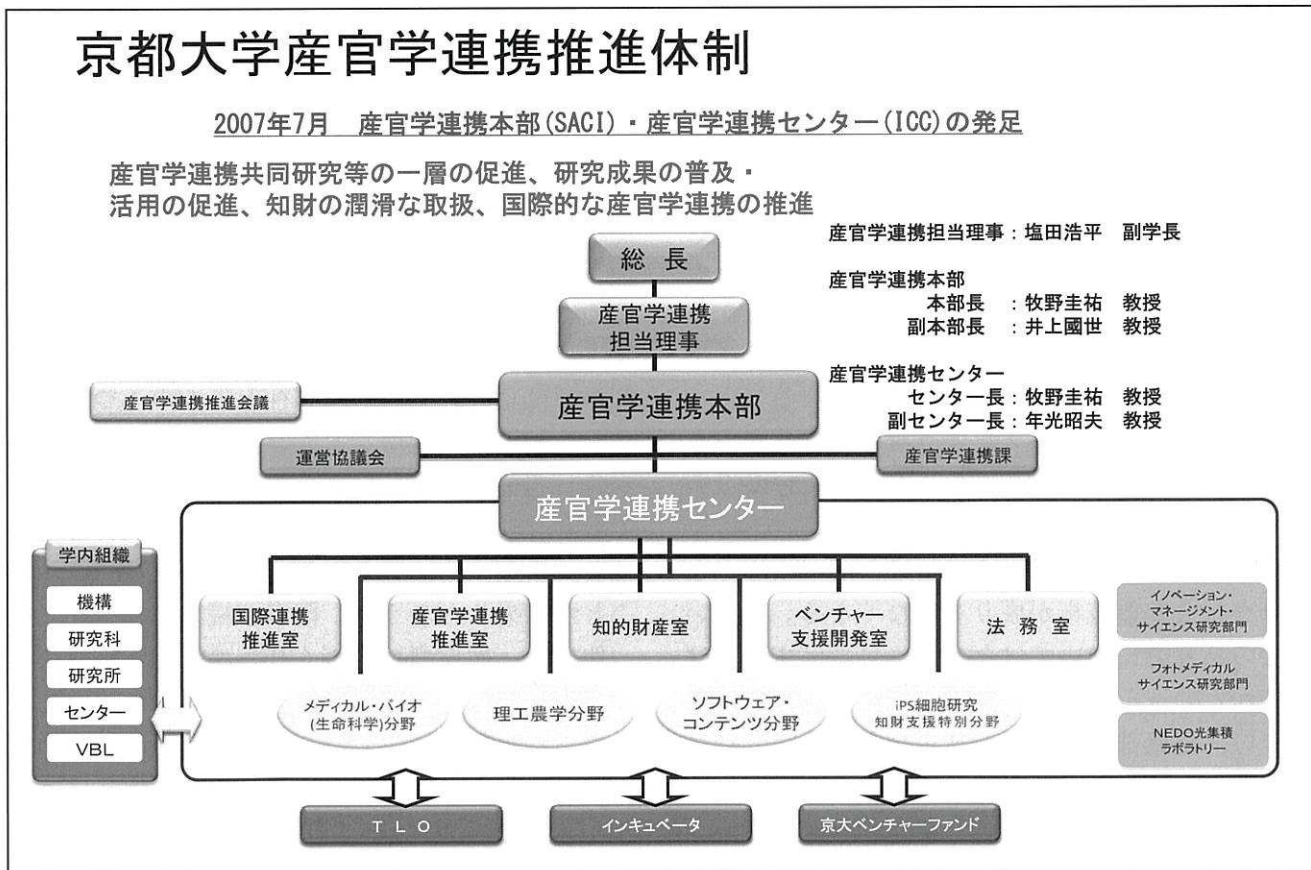 京都大学産官学連携推進体制
2007年7月　産官学連携本部(SACI)・産官学連携センター(ICC)の発足
産官学連携共同研究等の一層の促進、研究成果の普及・
活用の促進、知財の潤滑な取扱、国際的な産官学連携の推進
産官学連携担当理事：塩田浩平　副学長
産官学連携本部
本部長　：牧野圭祐　教授
副本部長　：井上國世　教授
産官学連携センター
センター長：牧野圭祐　教授
副センター長：年光昭夫　教授
総　長
産官学連携
担当理事
産官学連携推進会議
産官学連携本部
運営協議会
産官学連携課
産官学連携センター
学内組織
機構
研究科
研究所
センター
VBL
国際連携
推進室
産官学連携
推進室
知的財産室
ベンチャー
支援開発室
法　務　室
メディカル・バイオ
(生命科学)分野
理工農学分野
ソフトウェア・
コンテンツ分野
iPS細胞研究
知財支援特別分野
イノベーション・
マネージメント・
サイエンス研究部門
フォトメディカル
サイエンス研究部門
NEDO光集積
ラボラトリー
ＴＬＯ
インキュベータ
京大ベンチャーファンド